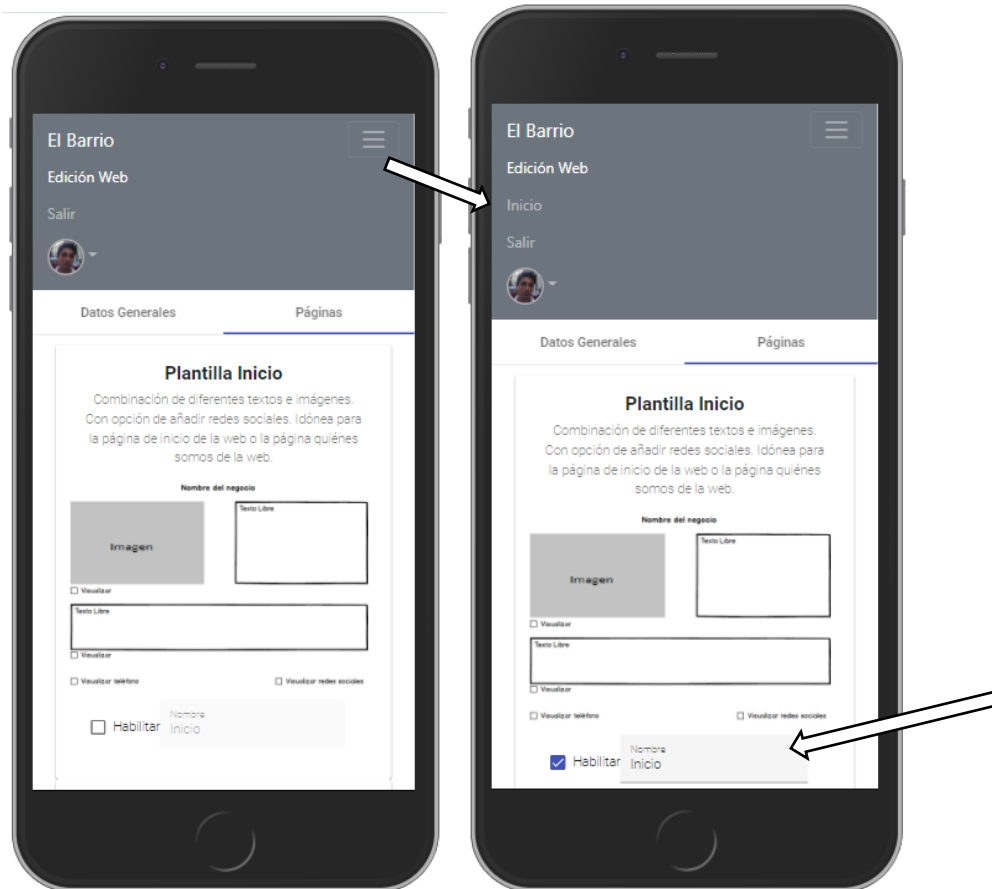 El Barrio
Edición Web
Salir
Datos Generales
Páginas
Plantilla Inicio
Combinación de diferentes textos e imágenes.
Con opción de añadir redes sociales. Idónea para
la página de inicio de la web o la página quiénes
somos de la web.
Nombre del negocio
Imagen
Texto Libre
Visualizar
Texto Libre
Visualizar
Visualizar teléfono
Visualizar redes sociales
Habilitar
Nombre
Inicio
El Barrio
Edición Web
Inicio
Salir
Datos Generales
Páginas
Plantilla Inicio
Combinación de diferentes textos e imágenes.
Con opción de añadir redes sociales. Idónea para
la página de inicio de la web o la página quiénes
somos de la web.
Nombre del negocio
Imagen
Texto Libre
Visualizar
Texto Libre
Visualizar
Visualizar teléfono
Visualizar redes sociales
Habilitar
Nombre
Inicio